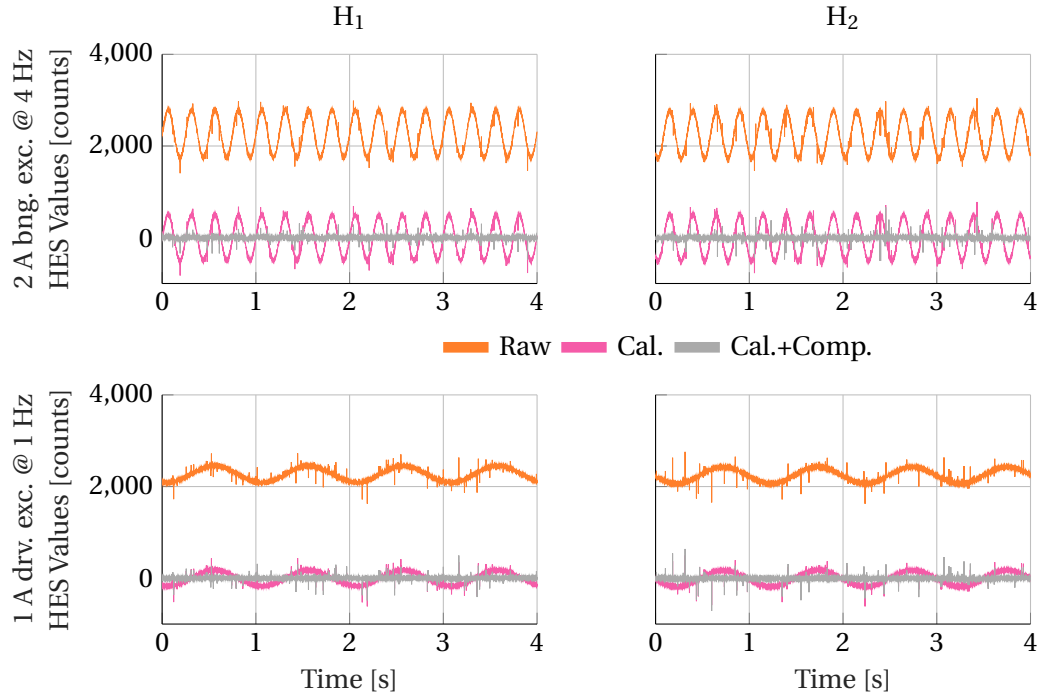 H1 H2
2 A bng. exc. @ 4 Hz
HES Values [counts]
4,000
2,000
0
0 1 2 3 4
0 1 2 3 4
Raw Cal. Cal.+Comp.
1 A drv. exc. @ 1 Hz
HES Values [counts]
4,000
2,000
0
0 1 2 3 4
0 1 2 3 4
Time [s] Time [s]